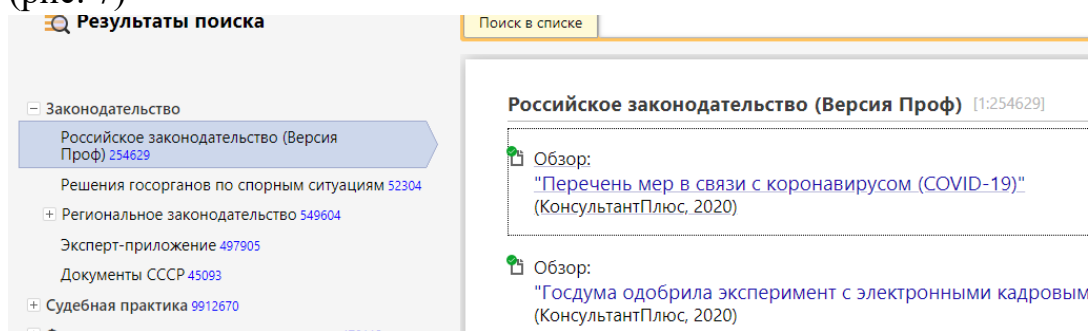 (рис. 7)
Результаты поиска
Поиск в списке
Законодательство
Российское законодательство (Версия
Проф) 254629
Решения госорганов по спорным ситуациям 52304
Региональное законодательство 549604
Эксперт-приложение 497905
Документы СССР 45093
Судебная практика 9912670
Российское законодательство (Версия Проф) [1:254629]
Обзор:
"Перечень мер в связи с коронавирусом (COVID-19)"
(КонсультантПлюс, 2020)
Обзор:
"Госдума одобрила эксперимент с электронными кадровым
(КонсультантПлюс, 2020)